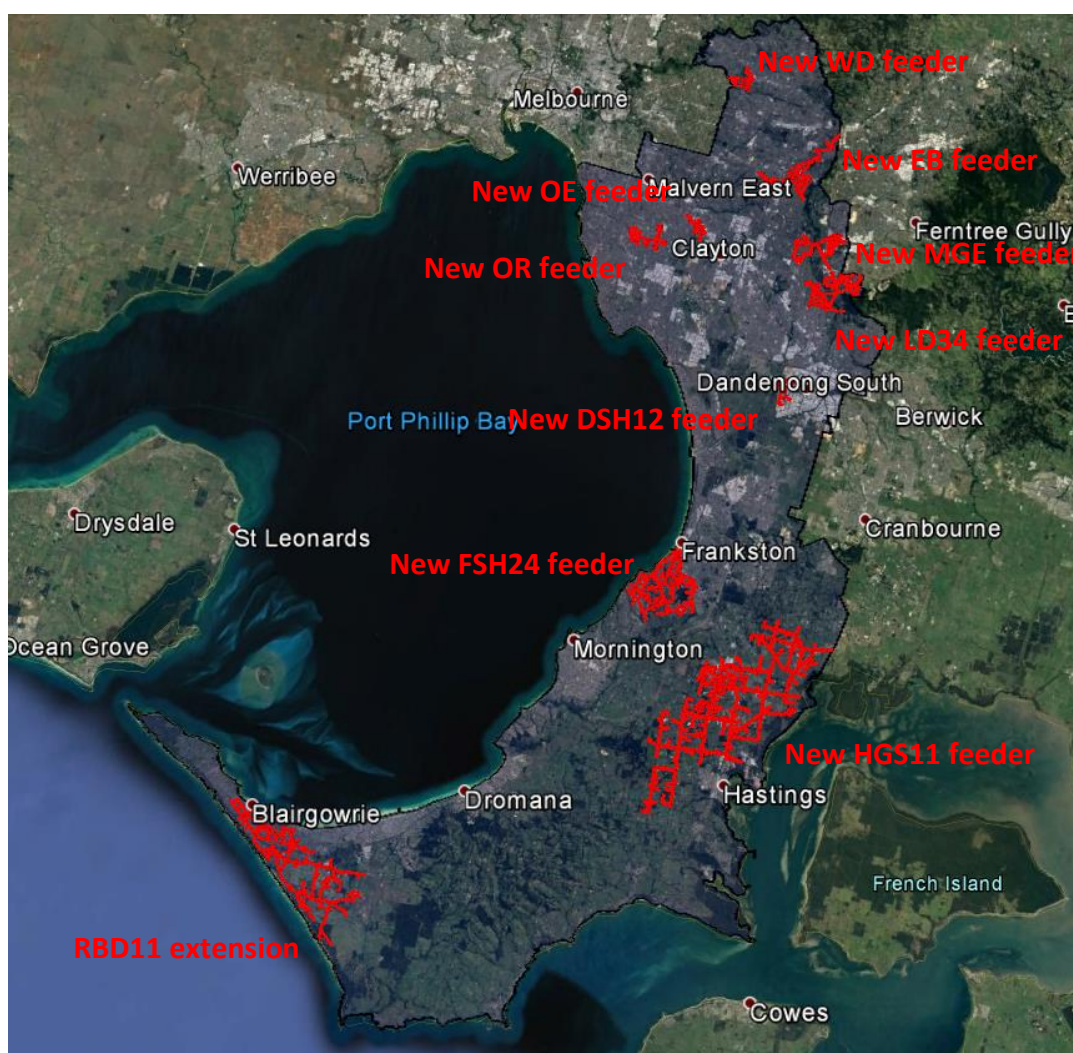 New WD feeder
Melbourne
New EB feeder
Werribee
New OE feeder
Malvern East
Ferntree Gully
Clayton
New MGE feeder
New OR feeder
E
New LD34 feeder
Dandenong South
Port Phillip Bay
New DSH12 feeder
Berwick
Drysdale
St Leonards
Cranbourne
Frankston
New FSH24 feeder
Ocean Grove
Mornington
New HGS11 feeder
Hastings
Dromana
Blairgowrie
French Island
RBD11 extension
Cowes